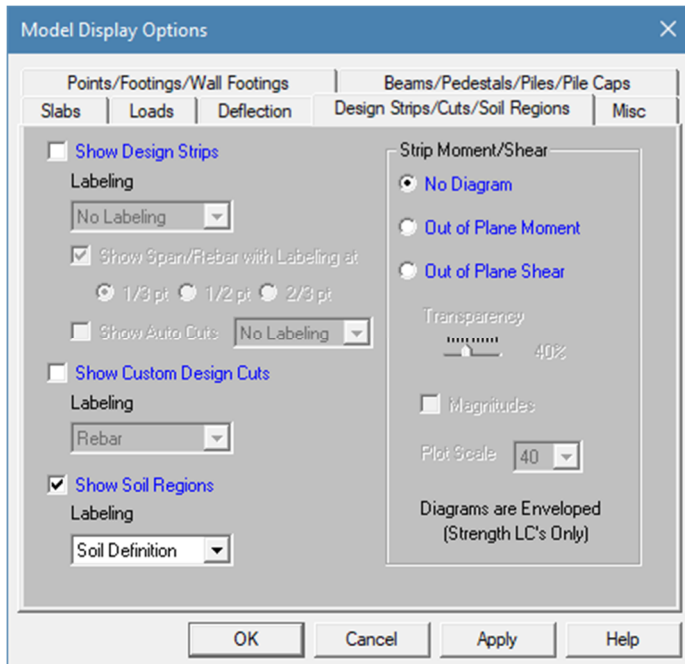 Model Display Options
Points/Footings/Wall Footings
Beams/Pedestals/Piles/Pile Caps
Slabs
Loads
Deflection
Design Strips/Cuts/Soil Regions
Misc
Show Design Strips
Labeling
No Labeling
Show Span/Rebar with Labeling at
1/3 pt
1/2 pt
2/3 pt
Show Auto Cuts
No Labeling
Show Custom Design Cuts
Labeling
Rebar
Show Soil Regions
Labeling
Soil Definition
Strip Moment/Shear
No Diagram
Out of Plane Moment
Out of Plane Shear
Transparency
40%
Magnitudes
Plot Scale
40
Diagrams are Enveloped
(Strength LC's Only)
OK
Cancel
Apply
Help